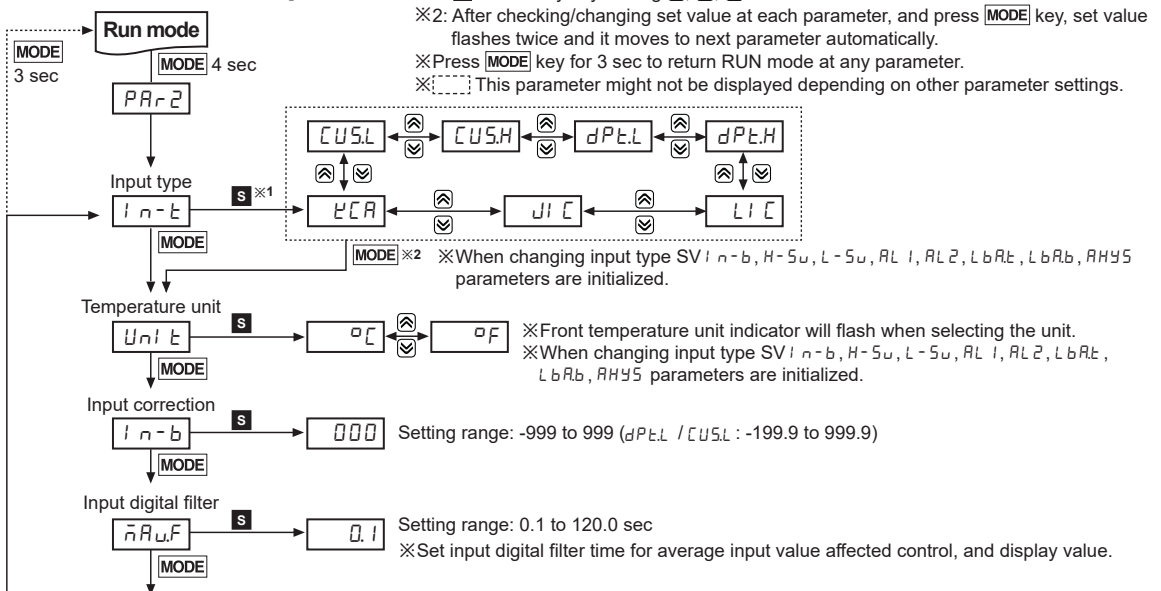 ※2: After checking/changing set value at each parameter, and press MODE key, set value
flashes twice and it moves to next parameter automatically.
※Press MODE key for 3 sec to return RUN mode at any parameter.
※ This parameter might not be displayed depending on other parameter settings.
Run mode
MODE
3 sec
MODE 4 sec
PAr2
CUS.L
CUS.H
dPt.L
dPt.H
Input type
In-t
S ※1
KCA
JIC
LIC
MODE
MODE ※2
※When changing input type SV In-b, H-Su, L-Su, AL1, AL2, LbA.t, LbA.b, AHYS
parameters are initialized.
Temperature unit
UnIt
S
°C
°F
※Front temperature unit indicator will flash when selecting the unit.
※When changing input type SV In-b, H-Su, L-Su, AL1, AL2, LbA.t,
LbA.b, AHYS parameters are initialized.
MODE
Input correction
In-b
S
000
Setting range: -999 to 999 (dPt.L / CUS.L : -199.9 to 999.9)
MODE
Input digital filter
MAu.F
S
0.1
Setting range: 0.1 to 120.0 sec
※Set input digital filter time for average input value affected control, and display value.
MODE